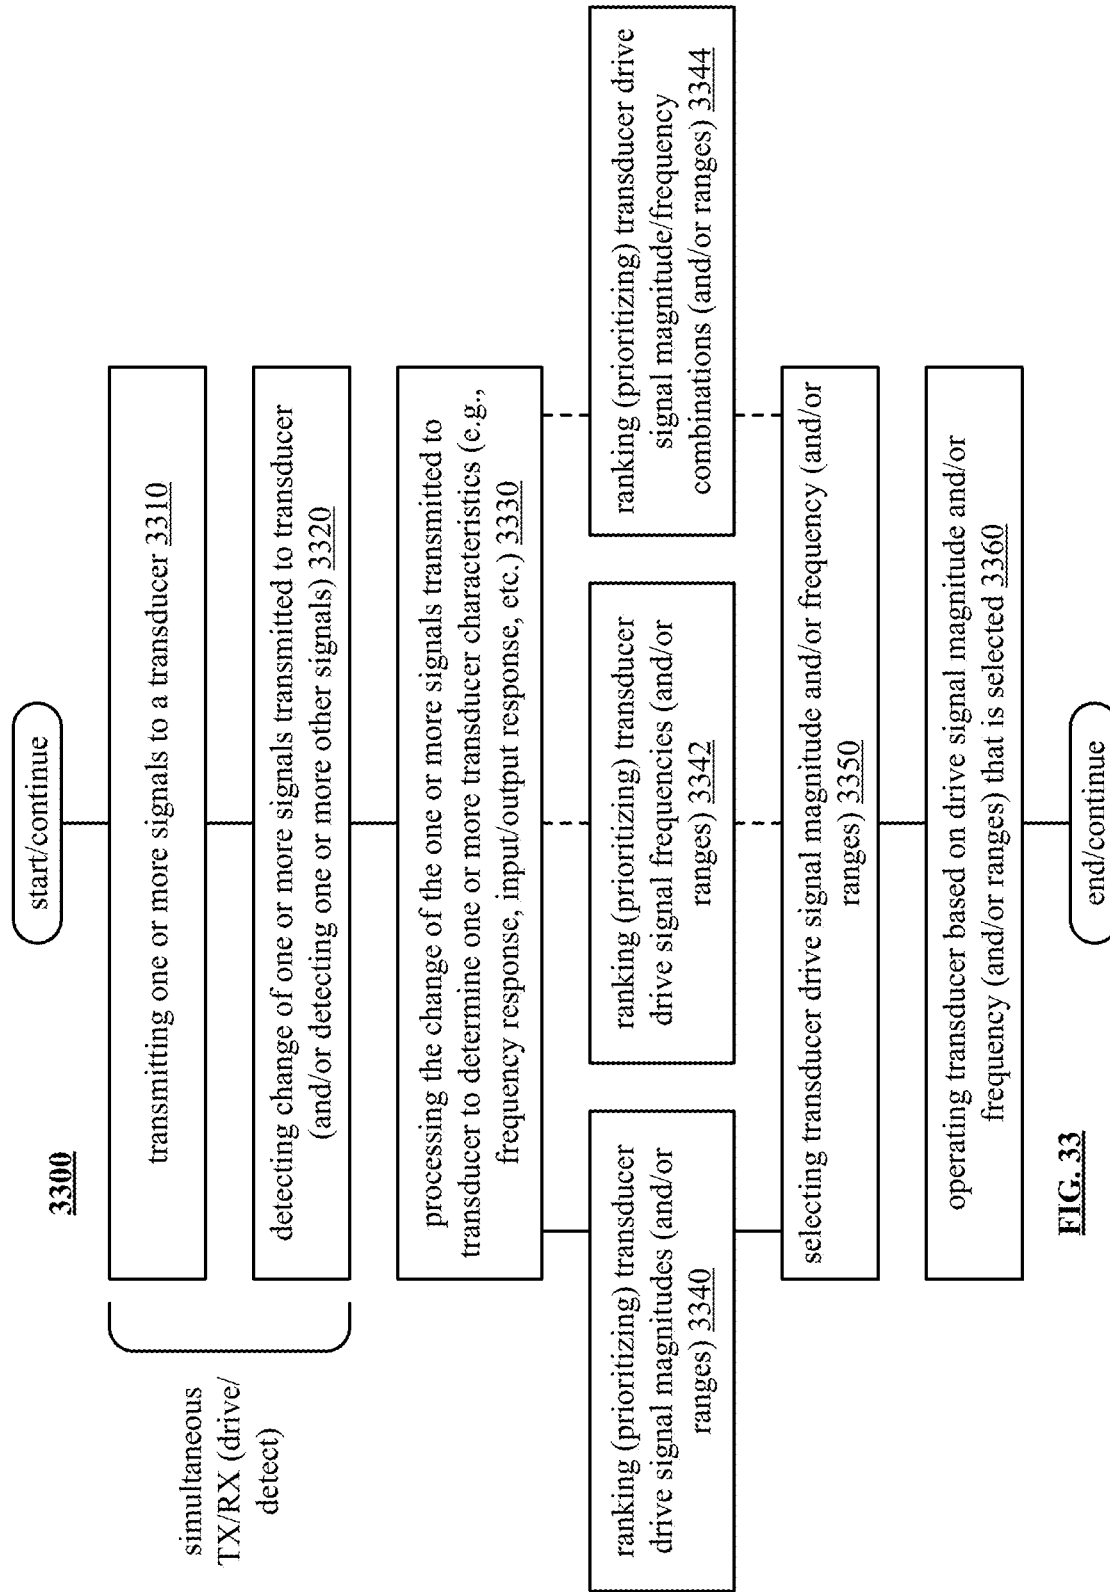 3300
start/continue
simultaneous
TX/RX (drive/
detect)
transmitting one or more signals to a transducer 3310
detecting change of one or more signals transmitted to transducer
(and/or detecting one or more other signals) 3320
processing the change of the one or more signals transmitted to
transducer to determine one or more transducer characteristics (e.g.,
frequency response, input/output response, etc.) 3330
ranking (prioritizing) transducer
drive signal magnitudes (and/or
ranges) 3340
ranking (prioritizing) transducer
drive signal frequencies (and/or
ranges) 3342
ranking (prioritizing) transducer drive
signal magnitude/frequency
combinations (and/or ranges) 3344
selecting transducer drive signal magnitude and/or frequency (and/or
ranges) 3350
operating transducer based on drive signal magnitude and/or
frequency (and/or ranges) that is selected 3360
FIG. 33
end/continue